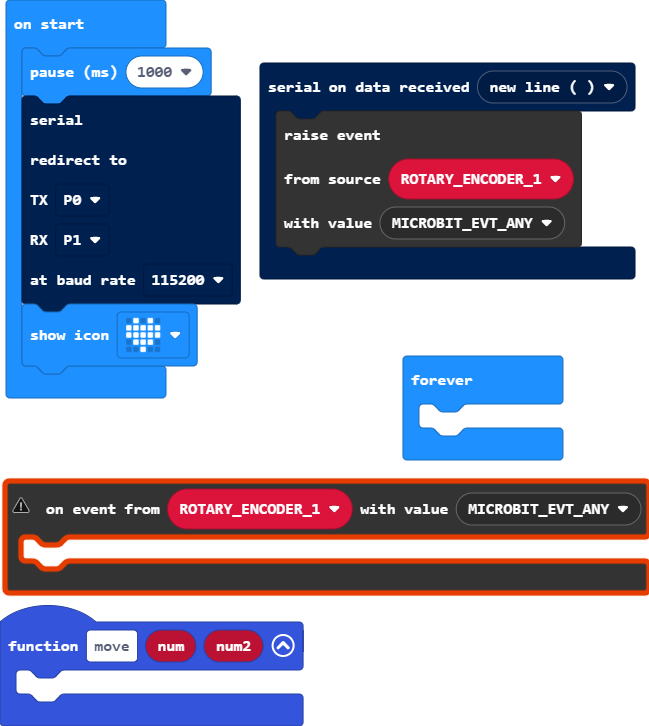 on start
pause (ms) 1000
serial
redirect to
TX P0
RX P1
at baud rate 115200
show icon
serial on data received new line ( )
raise event
from source ROTARY_ENCODER_1
with value MICROBIT_EVT_ANY
forever
on event from ROTARY_ENCODER_1 with value MICROBIT_EVT_ANY
function move num num2